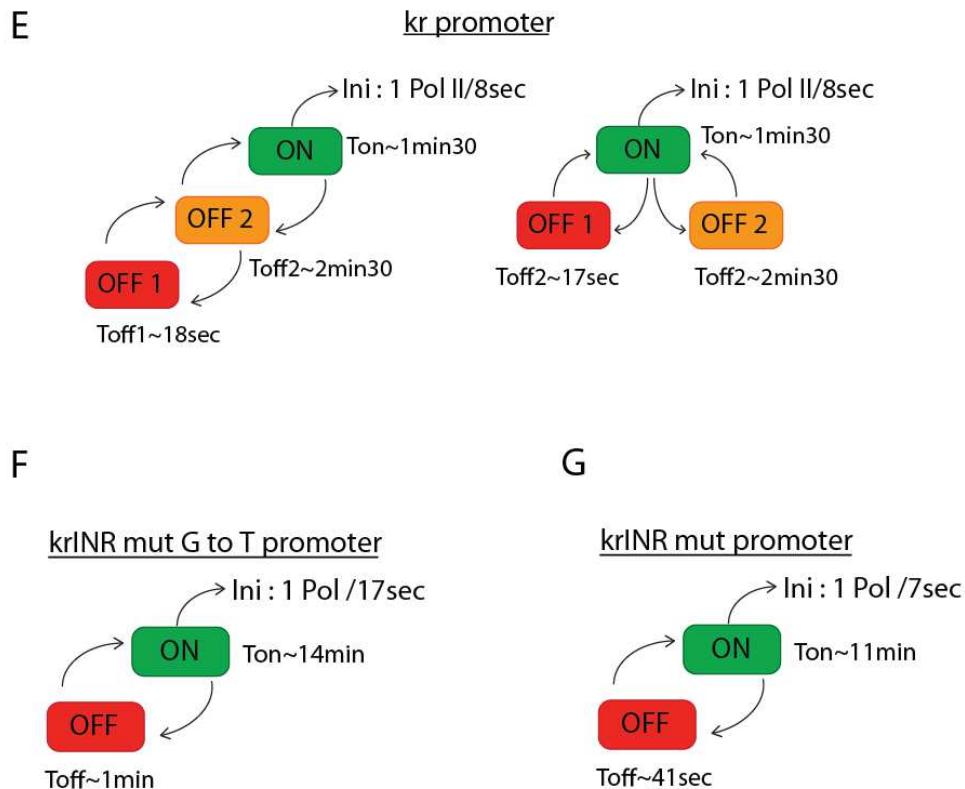 E
kr promoter
Ini : 1 Pol II/8sec
ON
Ton~1min30
OFF 2
Toff2~2min30
OFF 1
Toff1~18sec
Ini : 1 Pol II/8sec
ON
Ton~1min30
OFF 1
OFF 2
Toff2~17sec
Toff2~2min30
F
krINR mut G to T promoter
Ini : 1 Pol /17sec
ON
Ton~14min
OFF
Toff~1min
G
krINR mut promoter
Ini : 1 Pol /7sec
ON
Ton~11min
OFF
Toff~41sec